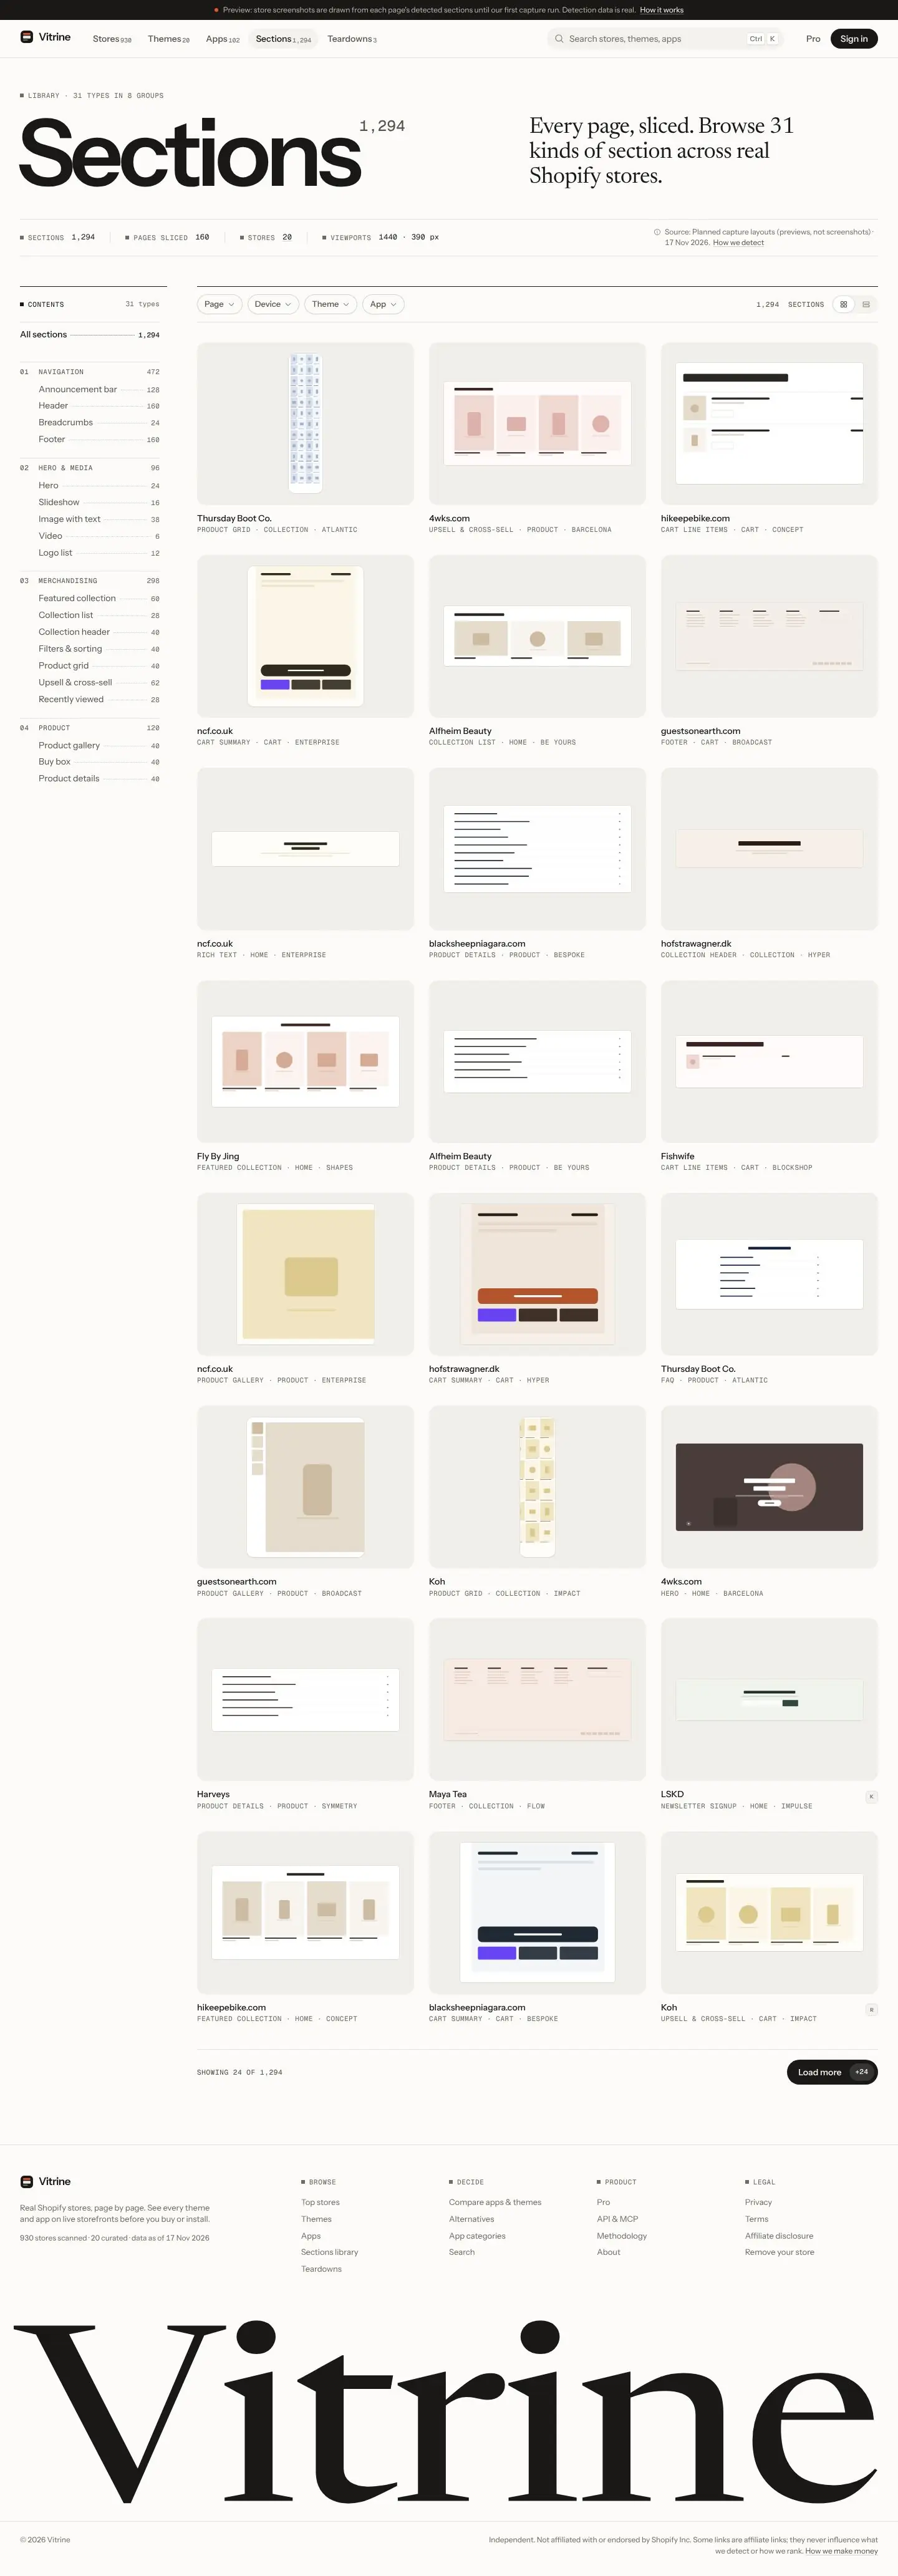 Preview: store screenshots are drawn from each page's detected sections until our first capture run. Detection data is real. How it works
Vitrine
Stores 930
Themes 20
Apps 102
Sections 1,294
Teardowns 3
Search stores, themes, apps
Ctrl K
Pro
Sign in
LIBRARY · 31 TYPES IN 8 GROUPS
Sections 1,294
Every page, sliced. Browse 31
kinds of section across real
Shopify stores.
SECTIONS 1,294
PAGES SLICED 160
STORES 20
VIEWPORTS 1440 · 390 px
Source: Planned capture layouts (previews, not screenshots) ·
17 Nov 2026. How we detect
CONTENTS 31 types
All sections 1,294
01 NAVIGATION 472
Announcement bar 128
Header 160
Breadcrumbs 24
Footer 160
02 HERO & MEDIA 96
Hero 24
Slideshow 16
Image with text 38
Video 6
Logo list 12
03 MERCHANDISING 298
Featured collection 60
Collection list 28
Collection header 40
Filters & sorting 40
Product grid 40
Upsell & cross-sell 62
Recently viewed 28
04 PRODUCT 120
Product gallery 40
Buy box 40
Product details 40
Page
Device
Theme
App
1,294 SECTIONS
Thursday Boot Co.
PRODUCT GRID · COLLECTION · ATLANTIC
4wks.com
UPSELL & CROSS-SELL · PRODUCT · BARCELONA
hikeepebike.com
CART LINE ITEMS · CART · CONCEPT
ncf.co.uk
CART SUMMARY · CART · ENTERPRISE
Alfheim Beauty
COLLECTION LIST · HOME · BE YOURS
guestsonearth.com
FOOTER · CART · BROADCAST
ncf.co.uk
RICH TEXT · HOME · ENTERPRISE
blacksheepniagara.com
PRODUCT DETAILS · PRODUCT · BESPOKE
hofstrawagner.dk
COLLECTION HEADER · COLLECTION · HYPER
Fly By Jing
FEATURED COLLECTION · HOME · SHAPES
Alfheim Beauty
PRODUCT DETAILS · PRODUCT · BE YOURS
Fishwife
CART LINE ITEMS · CART · BLOCKSHOP
ncf.co.uk
PRODUCT GALLERY · PRODUCT · ENTERPRISE
hofstrawagner.dk
CART SUMMARY · CART · HYPER
Thursday Boot Co.
FAQ · PRODUCT · ATLANTIC
guestsonearth.com
PRODUCT GALLERY · PRODUCT · BROADCAST
Koh
PRODUCT GRID · COLLECTION · IMPACT
4wks.com
HERO · HOME · BARCELONA
Harveys
PRODUCT DETAILS · PRODUCT · SYMMETRY
Maya Tea
FOOTER · COLLECTION · FLOW
LSKD
K
NEWSLETTER SIGNUP · HOME · IMPULSE
hikeepebike.com
FEATURED COLLECTION · HOME · CONCEPT
blacksheepniagara.com
CART SUMMARY · CART · BESPOKE
Koh
R
UPSELL & CROSS-SELL · CART · IMPACT
SHOWING 24 OF 1,294
Load more +24
Vitrine
Real Shopify stores, page by page. See every theme
and app on live storefronts before you buy or install.
930 stores scanned · 20 curated · data as of 17 Nov 2026
BROWSE
Top stores
Themes
Apps
Sections library
Teardowns
DECIDE
Compare apps & themes
Alternatives
App categories
Search
PRODUCT
Pro
API & MCP
Methodology
About
LEGAL
Privacy
Terms
Affiliate disclosure
Remove your store
Vitrine
© 2026 Vitrine
Independent. Not affiliated with or endorsed by Shopify Inc. Some links are affiliate links; they never influence what
we detect or how we rank. How we make money